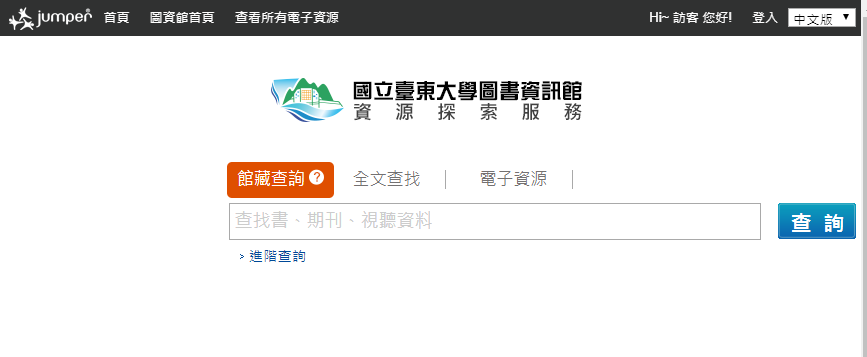 jumper® 首頁 圖資館首頁 查看所有電子資源 Hi~ 訪客 您好! 登入 中文版
國立臺東大學圖書資訊館
資源探索服務
館藏查詢 ? 全文查找 電子資源
查找書、期刊、視聽資料 查 詢
進階查詢